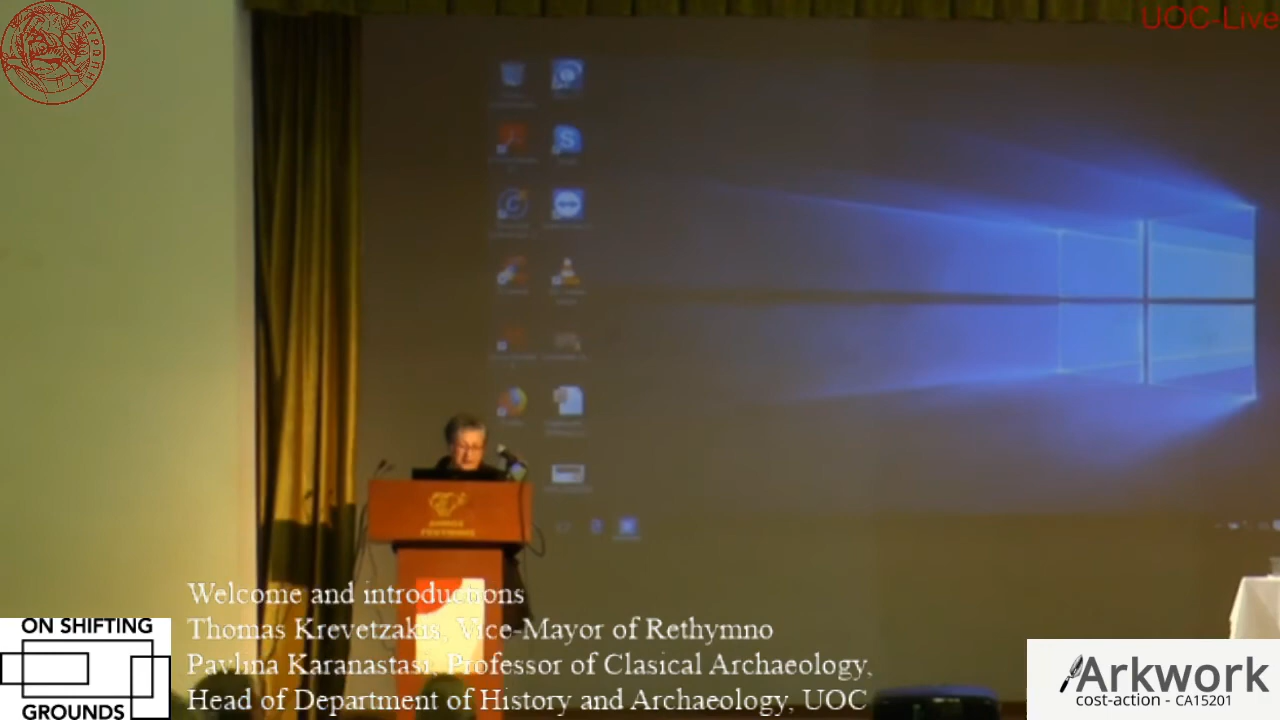 UOC-Live
Welcome and introductions
Thomas Krevetzakis, Vice-Mayor of Rethymno
Pavlina Karanastasi, Professor of Clasical Archaeology,
Head of Department of History and Archaeology, UOC
ON SHIFTING
GROUNDS
Arkwork
cost-action - CA15201